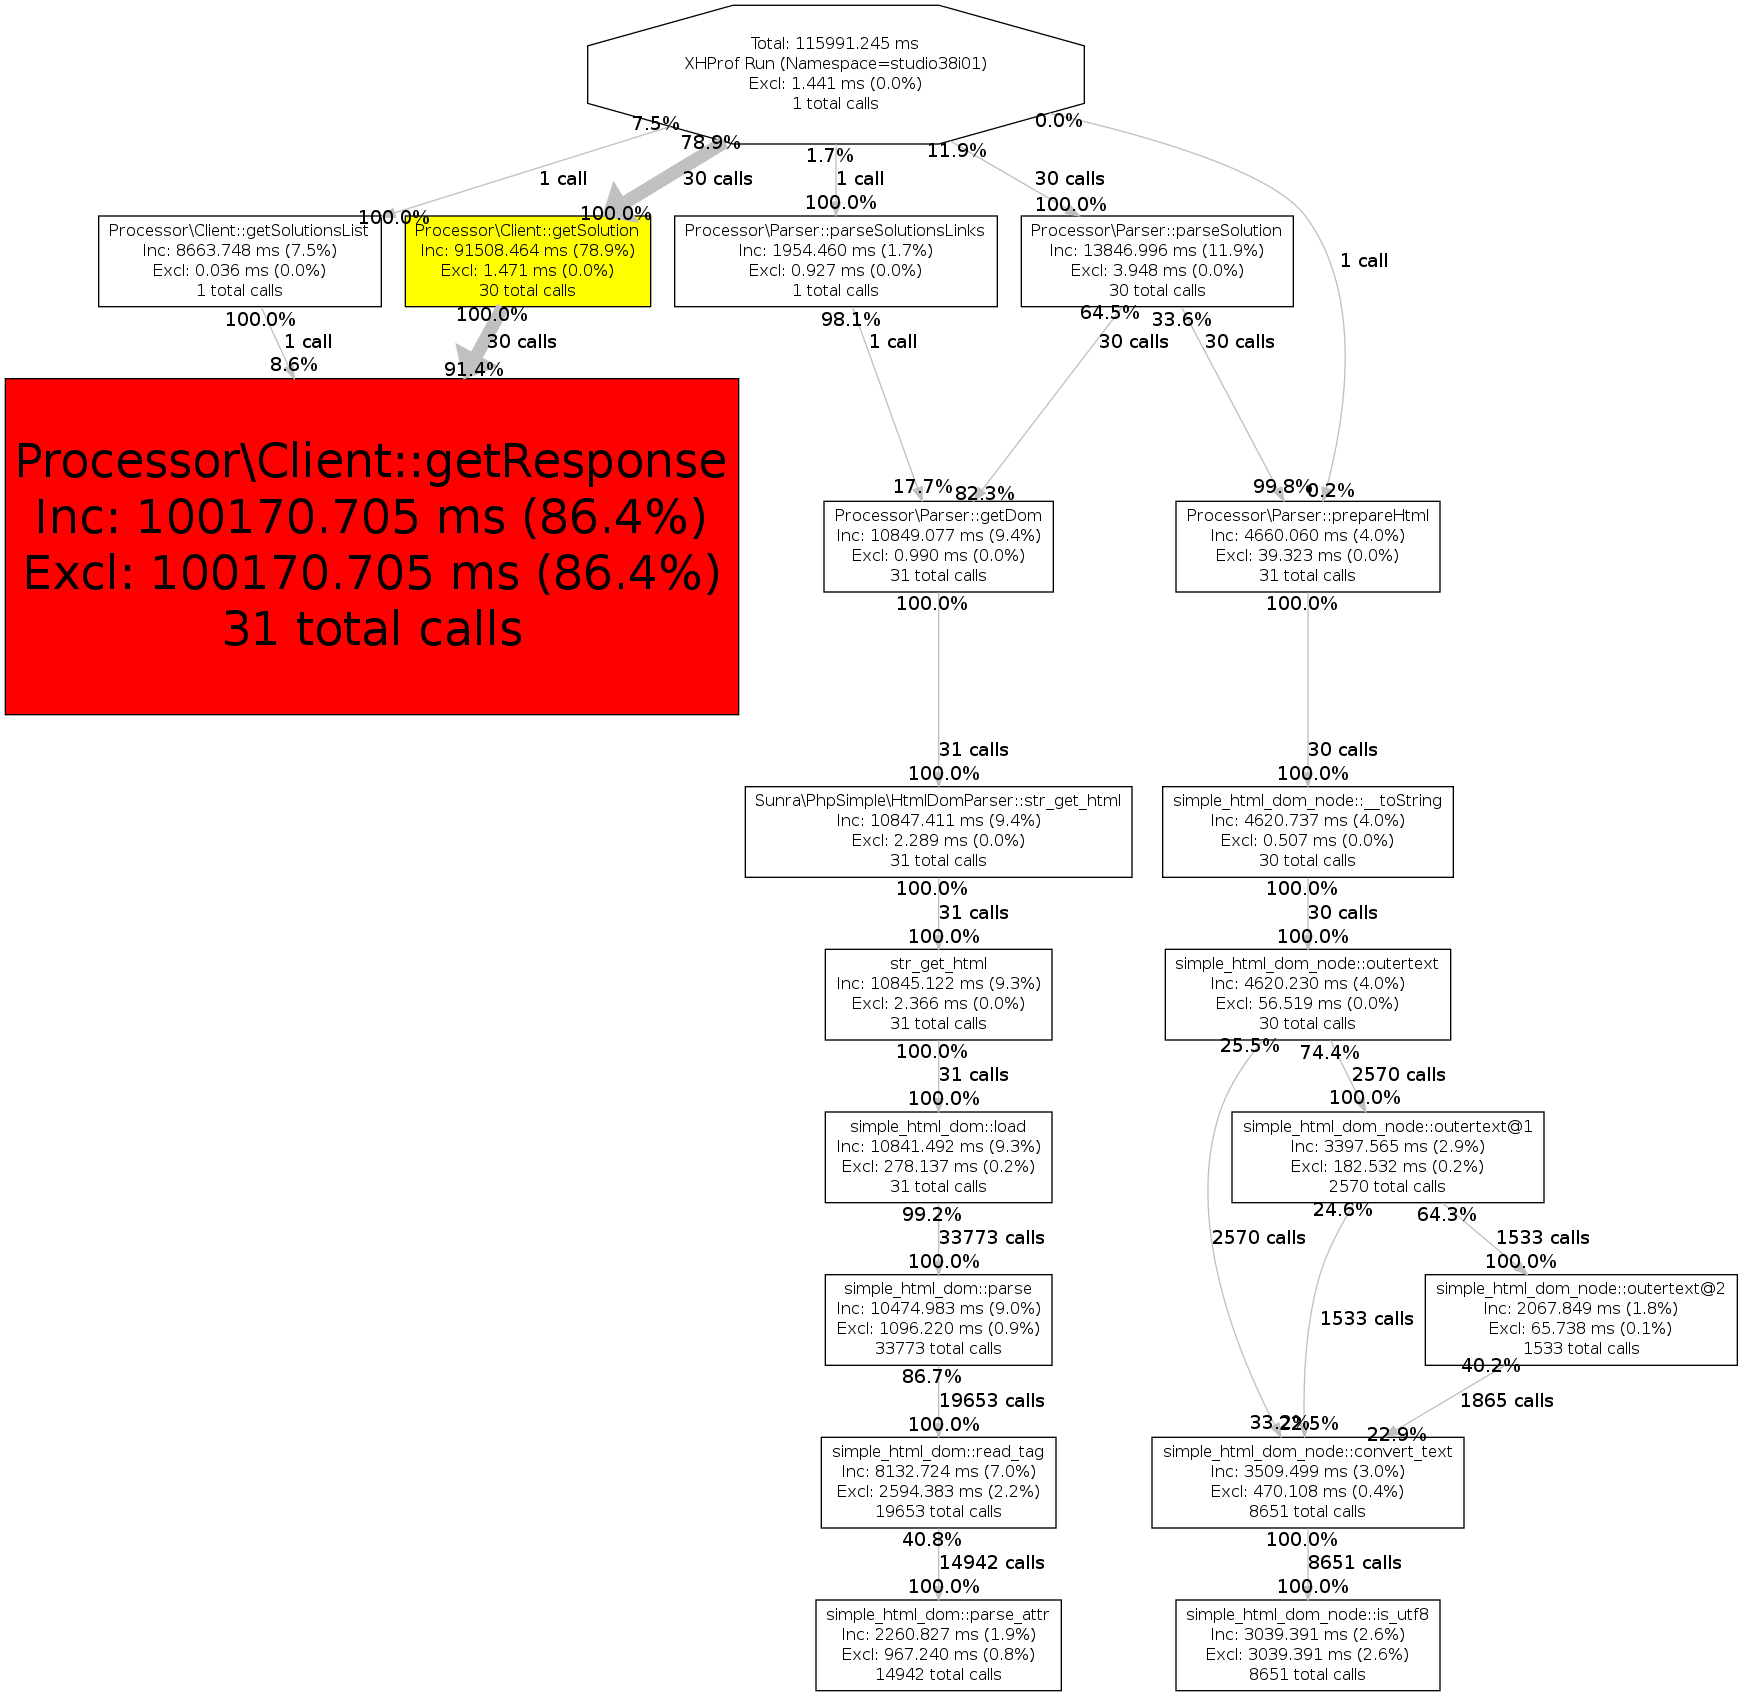 Total: 115991.245 ms
XHProf Run (Namespace=studio38i01)
Excl: 1.441 ms (0.0%)
1 total calls
7.5%
78.9%
1.7%
11.9%
0.0%
1 call
30 calls
1 call
30 calls
1 call
100.0%
100.0%
100.0%
100.0%
Processor\Client::getSolutionsList
Inc: 8663.748 ms (7.5%)
Excl: 0.036 ms (0.0%)
1 total calls
Processor\Client::getSolution
Inc: 91508.464 ms (78.9%)
Excl: 1.471 ms (0.0%)
30 total calls
Processor\Parser::parseSolutionsLinks
Inc: 1954.460 ms (1.7%)
Excl: 0.927 ms (0.0%)
1 total calls
Processor\Parser::parseSolution
Inc: 13846.996 ms (11.9%)
Excl: 3.948 ms (0.0%)
30 total calls
100.0%
1 call
8.6%
100.0%
30 calls
91.4%
98.1%
1 call
17.7%
64.5%
30 calls
82.3%
33.6%
30 calls
99.8%
0.2%
Processor\Client::getResponse
Inc: 100170.705 ms (86.4%)
Excl: 100170.705 ms (86.4%)
31 total calls
Processor\Parser::getDom
Inc: 10849.077 ms (9.4%)
Excl: 0.990 ms (0.0%)
31 total calls
Processor\Parser::prepareHtml
Inc: 4660.060 ms (4.0%)
Excl: 39.323 ms (0.0%)
31 total calls
100.0%
31 calls
100.0%
100.0%
30 calls
100.0%
Sunra\PhpSimple\HtmlDomParser::str_get_html
Inc: 10847.411 ms (9.4%)
Excl: 2.289 ms (0.0%)
31 total calls
simple_html_dom_node::__toString
Inc: 4620.737 ms (4.0%)
Excl: 0.507 ms (0.0%)
30 total calls
100.0%
31 calls
100.0%
100.0%
30 calls
100.0%
str_get_html
Inc: 10845.122 ms (9.3%)
Excl: 2.366 ms (0.0%)
31 total calls
simple_html_dom_node::outertext
Inc: 4620.230 ms (4.0%)
Excl: 56.519 ms (0.0%)
30 total calls
100.0%
31 calls
100.0%
25.5%
2570 calls
33.2%
74.4%
2570 calls
100.0%
simple_html_dom::load
Inc: 10841.492 ms (9.3%)
Excl: 278.137 ms (0.2%)
31 total calls
simple_html_dom_node::outertext@1
Inc: 3397.565 ms (2.9%)
Excl: 182.532 ms (0.2%)
2570 total calls
99.2%
33773 calls
100.0%
24.6%
1533 calls
64.3%
1533 calls
100.0%
simple_html_dom::parse
Inc: 10474.983 ms (9.0%)
Excl: 1096.220 ms (0.9%)
33773 total calls
simple_html_dom_node::outertext@2
Inc: 2067.849 ms (1.8%)
Excl: 65.738 ms (0.1%)
1533 total calls
86.7%
19653 calls
100.0%
40.2%
1865 calls
22.9%
simple_html_dom::read_tag
Inc: 8132.724 ms (7.0%)
Excl: 2594.383 ms (2.2%)
19653 total calls
simple_html_dom_node::convert_text
Inc: 3509.499 ms (3.0%)
Excl: 470.108 ms (0.4%)
8651 total calls
40.8%
14942 calls
100.0%
100.0%
8651 calls
100.0%
simple_html_dom::parse_attr
Inc: 2260.827 ms (1.9%)
Excl: 967.240 ms (0.8%)
14942 total calls
simple_html_dom_node::is_utf8
Inc: 3039.391 ms (2.6%)
Excl: 3039.391 ms (2.6%)
8651 total calls